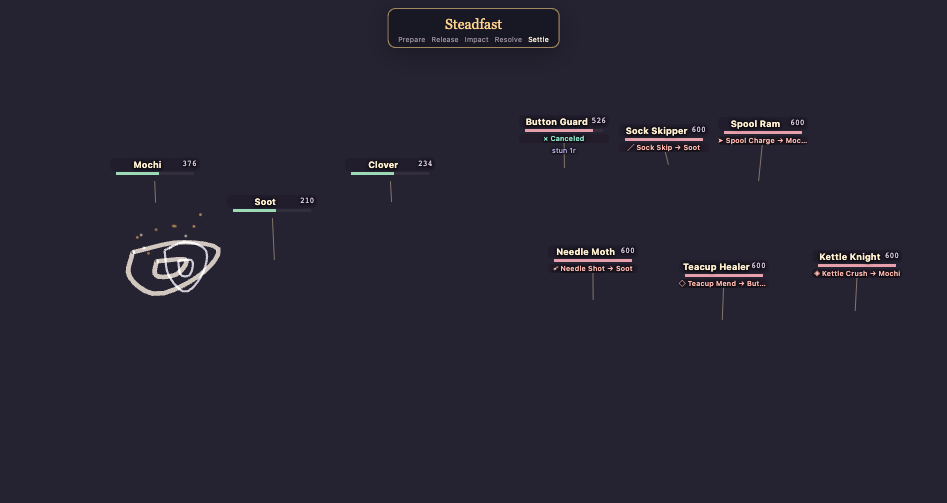 Steadfast
Prepare Release Impact Resolve Settle
Button Guard 526
× Canceled
stun 1r
Sock Skipper 600
Sock Skip → Soot
Spool Ram 600
➤ Spool Charge → Moc...
Mochi 376
Soot 210
Clover 234
Needle Moth 600
Needle Shot → Soot
Teacup Healer 600
◇ Teacup Mend → But...
Kettle Knight 600
◈ Kettle Crush → Mochi